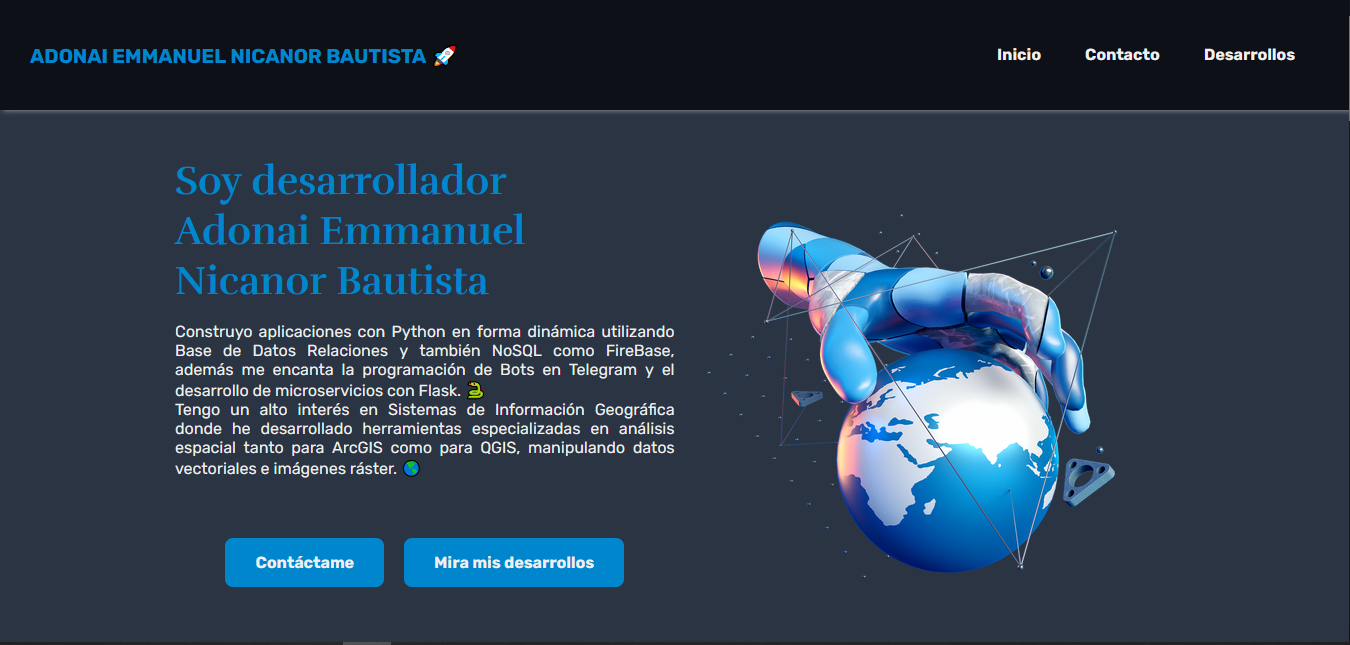 ADONAI EMMANUEL NICANOR BAUTISTA 🚀
Inicio
Contacto
Desarrollos
Soy desarrollador
Adonai Emmanuel
Nicanor Bautista
Construyo aplicaciones con Python en forma dinámica utilizando
Base de Datos Relaciones y también NoSQL como FireBase,
además me encanta la programación de Bots en Telegram y el
desarrollo de microservicios con Flask. 🐍
Tengo un alto interés en Sistemas de Información Geográfica
donde he desarrollado herramientas especializadas en análisis
espacial tanto para ArcGIS como para QGIS, manipulando datos
vectoriales e imágenes ráster. 🌎
Contáctame
Mira mis desarrollos